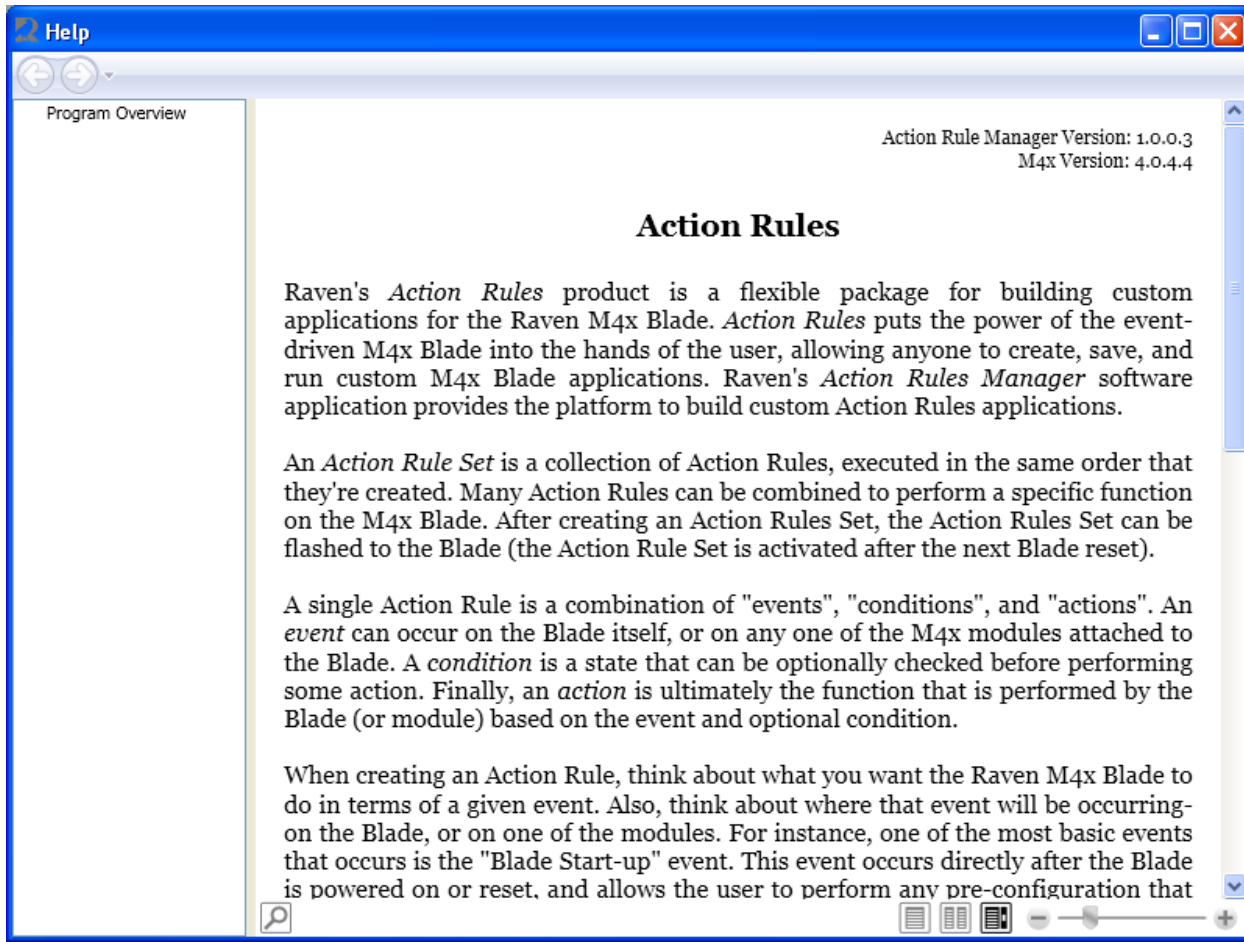 Help
Program Overview
Action Rule Manager Version: 1.0.0.3
M4x Version: 4.0.4.4
Action Rules
Raven's Action Rules product is a flexible package for building custom
applications for the Raven M4x Blade. Action Rules puts the power of the event-
driven M4x Blade into the hands of the user, allowing anyone to create, save, and
run custom M4x Blade applications. Raven's Action Rules Manager software
application provides the platform to build custom Action Rules applications.
An Action Rule Set is a collection of Action Rules, executed in the same order that
they're created. Many Action Rules can be combined to perform a specific function
on the M4x Blade. After creating an Action Rules Set, the Action Rules Set can be
flashed to the Blade (the Action Rule Set is activated after the next Blade reset).
A single Action Rule is a combination of "events", "conditions", and "actions". An
event can occur on the Blade itself, or on any one of the M4x modules attached to
the Blade. A condition is a state that can be optionally checked before performing
some action. Finally, an action is ultimately the function that is performed by the
Blade (or module) based on the event and optional condition.
When creating an Action Rule, think about what you want the Raven M4x Blade to
do in terms of a given event. Also, think about where that event will be occurring-
on the Blade, or on one of the modules. For instance, one of the most basic events
that occurs is the "Blade Start-up" event. This event occurs directly after the Blade
is powered on or reset, and allows the user to perform any pre-configuration that